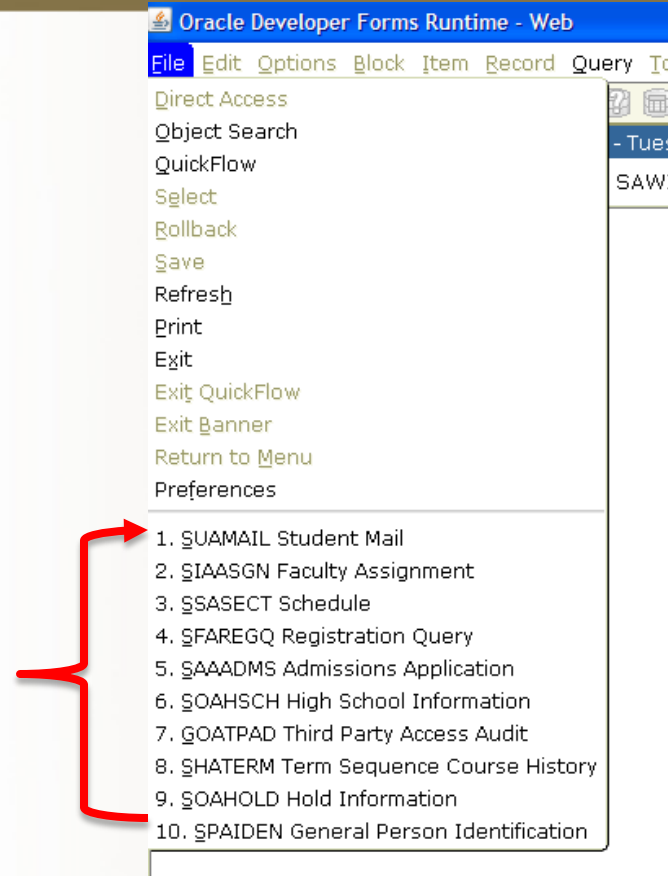 Oracle Developer Forms Runtime - Web
File Edit Options Block Item Record Query
Direct Access
Object Search
QuickFlow
Select
Rollback
Save
Refresh
Print
Exit
Exit QuickFlow
Exit Banner
Return to Menu
Preferences
1. SUAMAIL Student Mail
2. SIAASGN Faculty Assignment
3. SSASECT Schedule
4. SFAREGQ Registration Query
5. SAAADMS Admissions Application
6. SOAHSCH High School Information
7. GOATPAD Third Party Access Audit
8. SHATERM Term Sequence Course History
9. SOAHOLD Hold Information
10. SPAIDEN General Person Identification